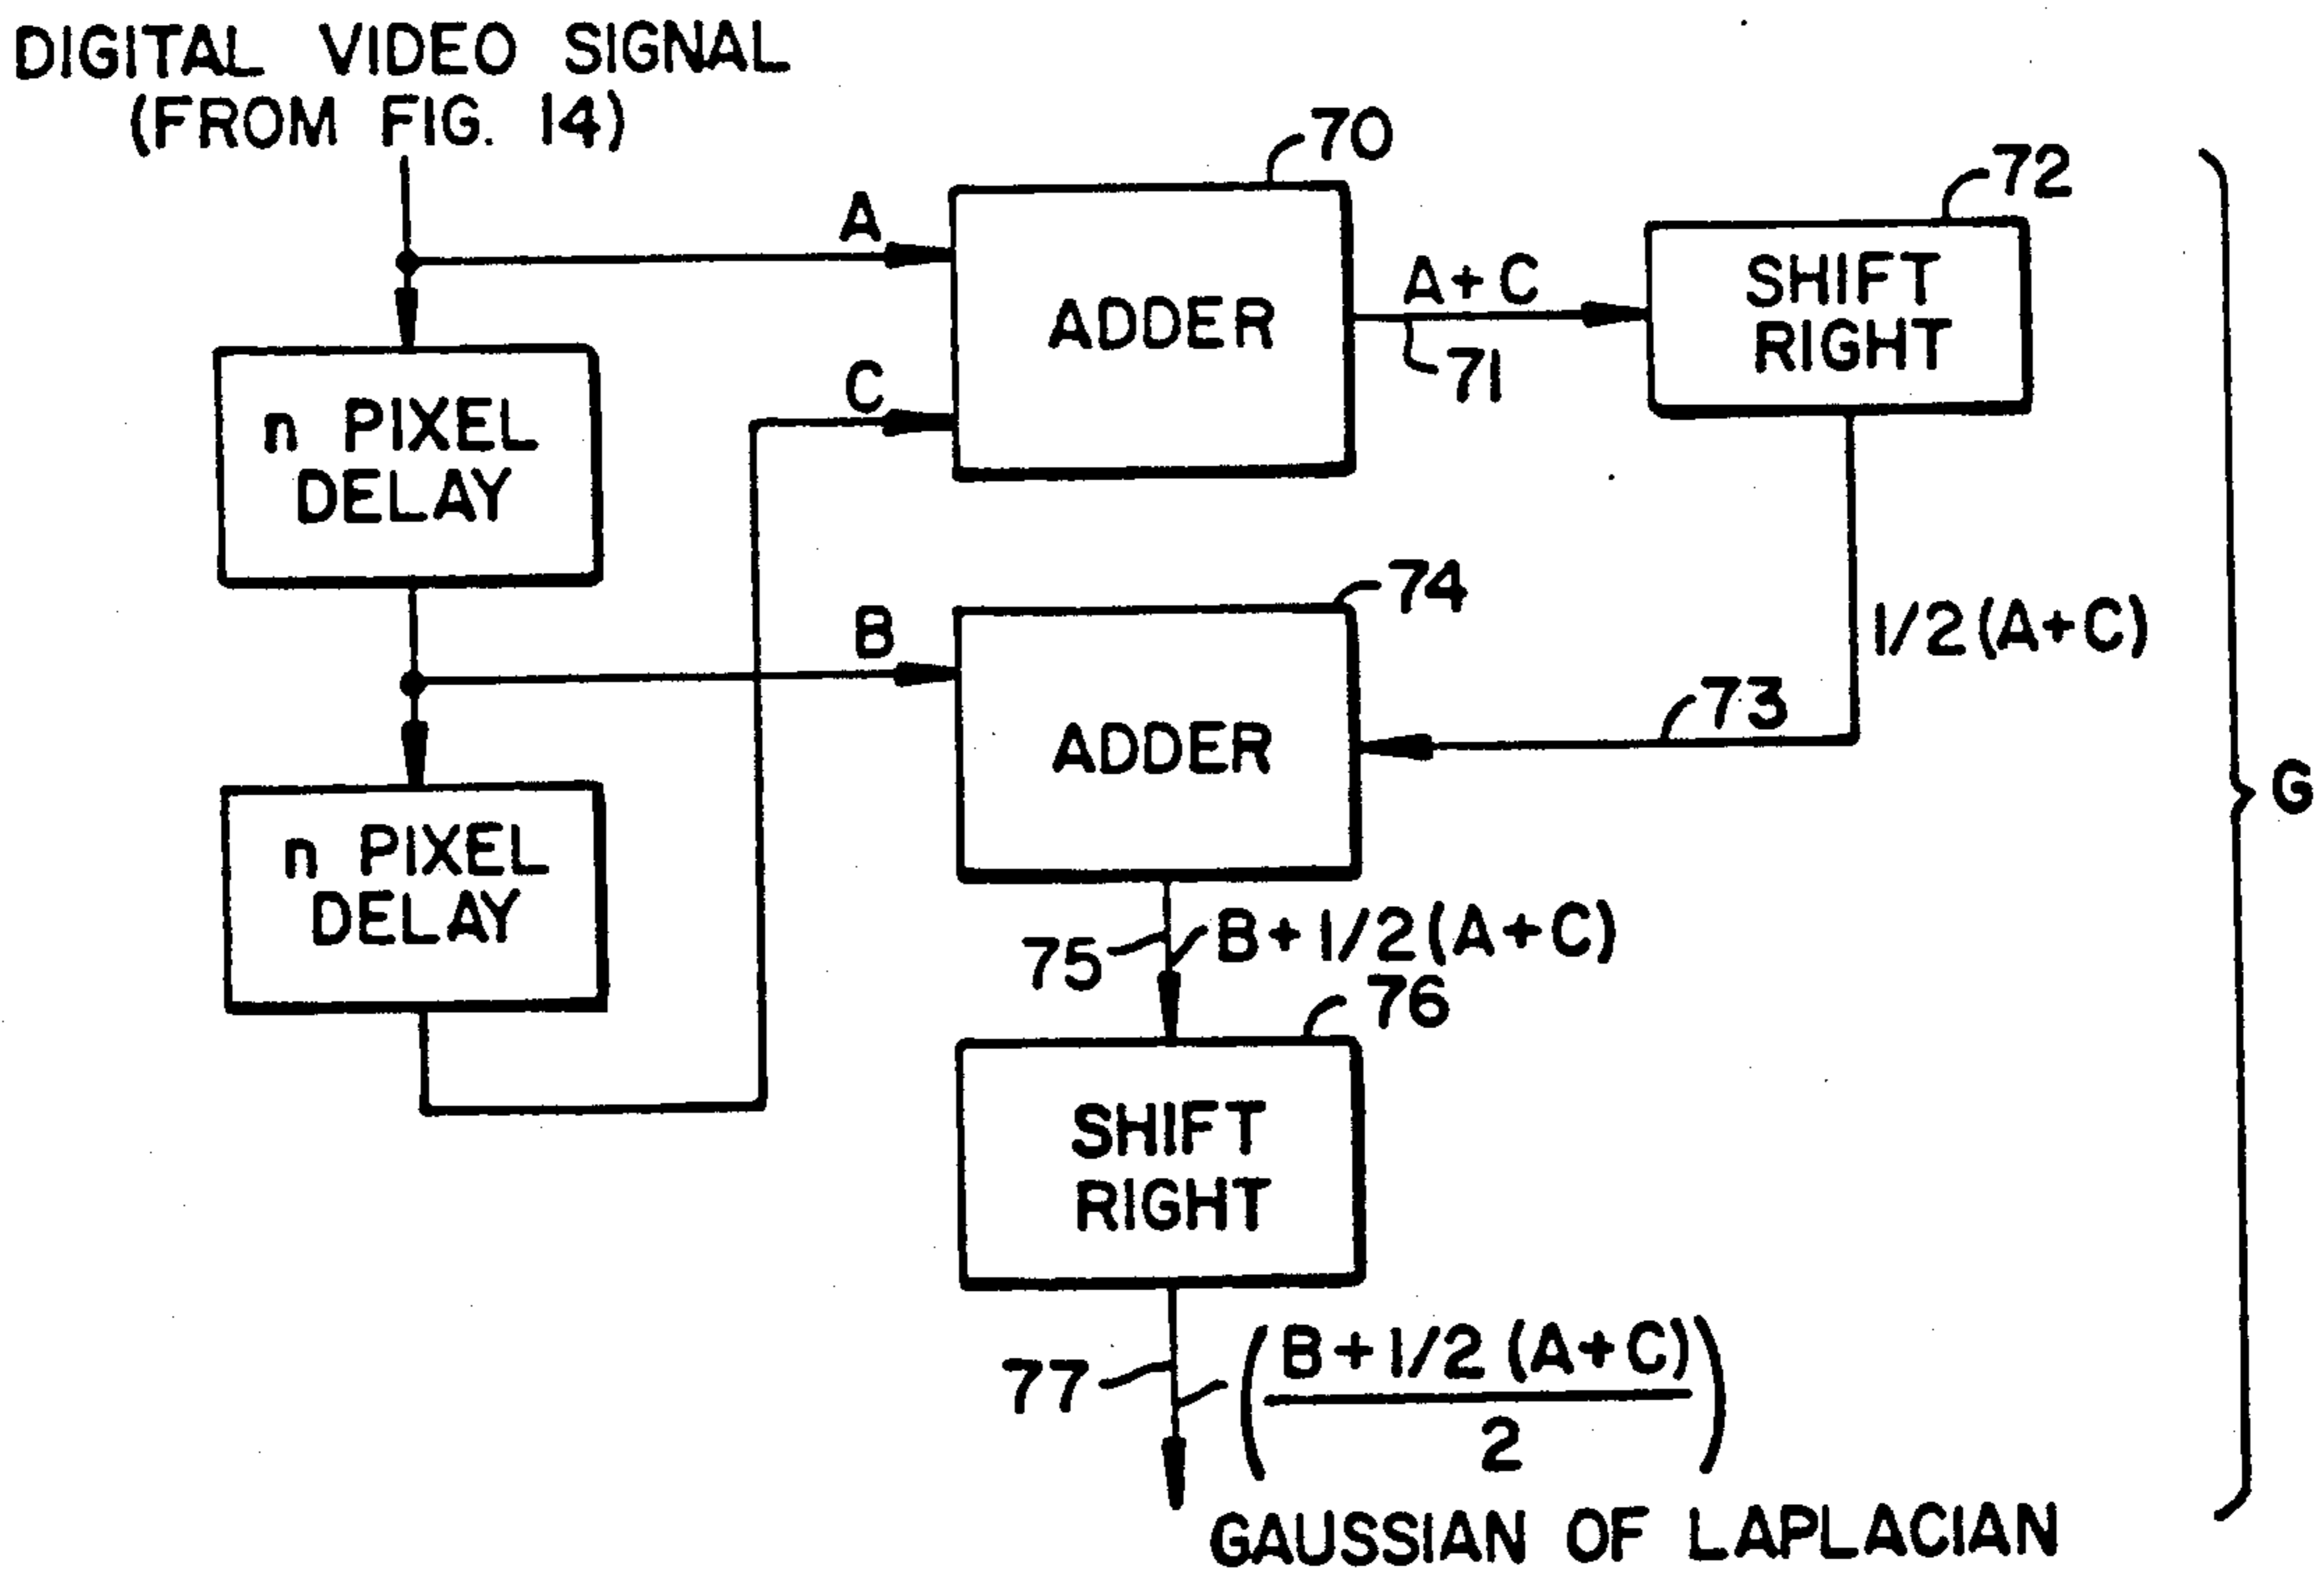 DIGITAL VIDEO SIGNAL
(FROM FIG. 14)
70
72
A
ADDER
A+C
71
SHIFT
RIGHT
C
n PIXEL
DELAY
74
B
1/2(A+C)
73
ADDER
G
n PIXEL
DELAY
75
B+1/2(A+C)
76
SHIFT
RIGHT
77
(B+1/2(A+C)
2)
GAUSSIAN OF LAPLACIAN